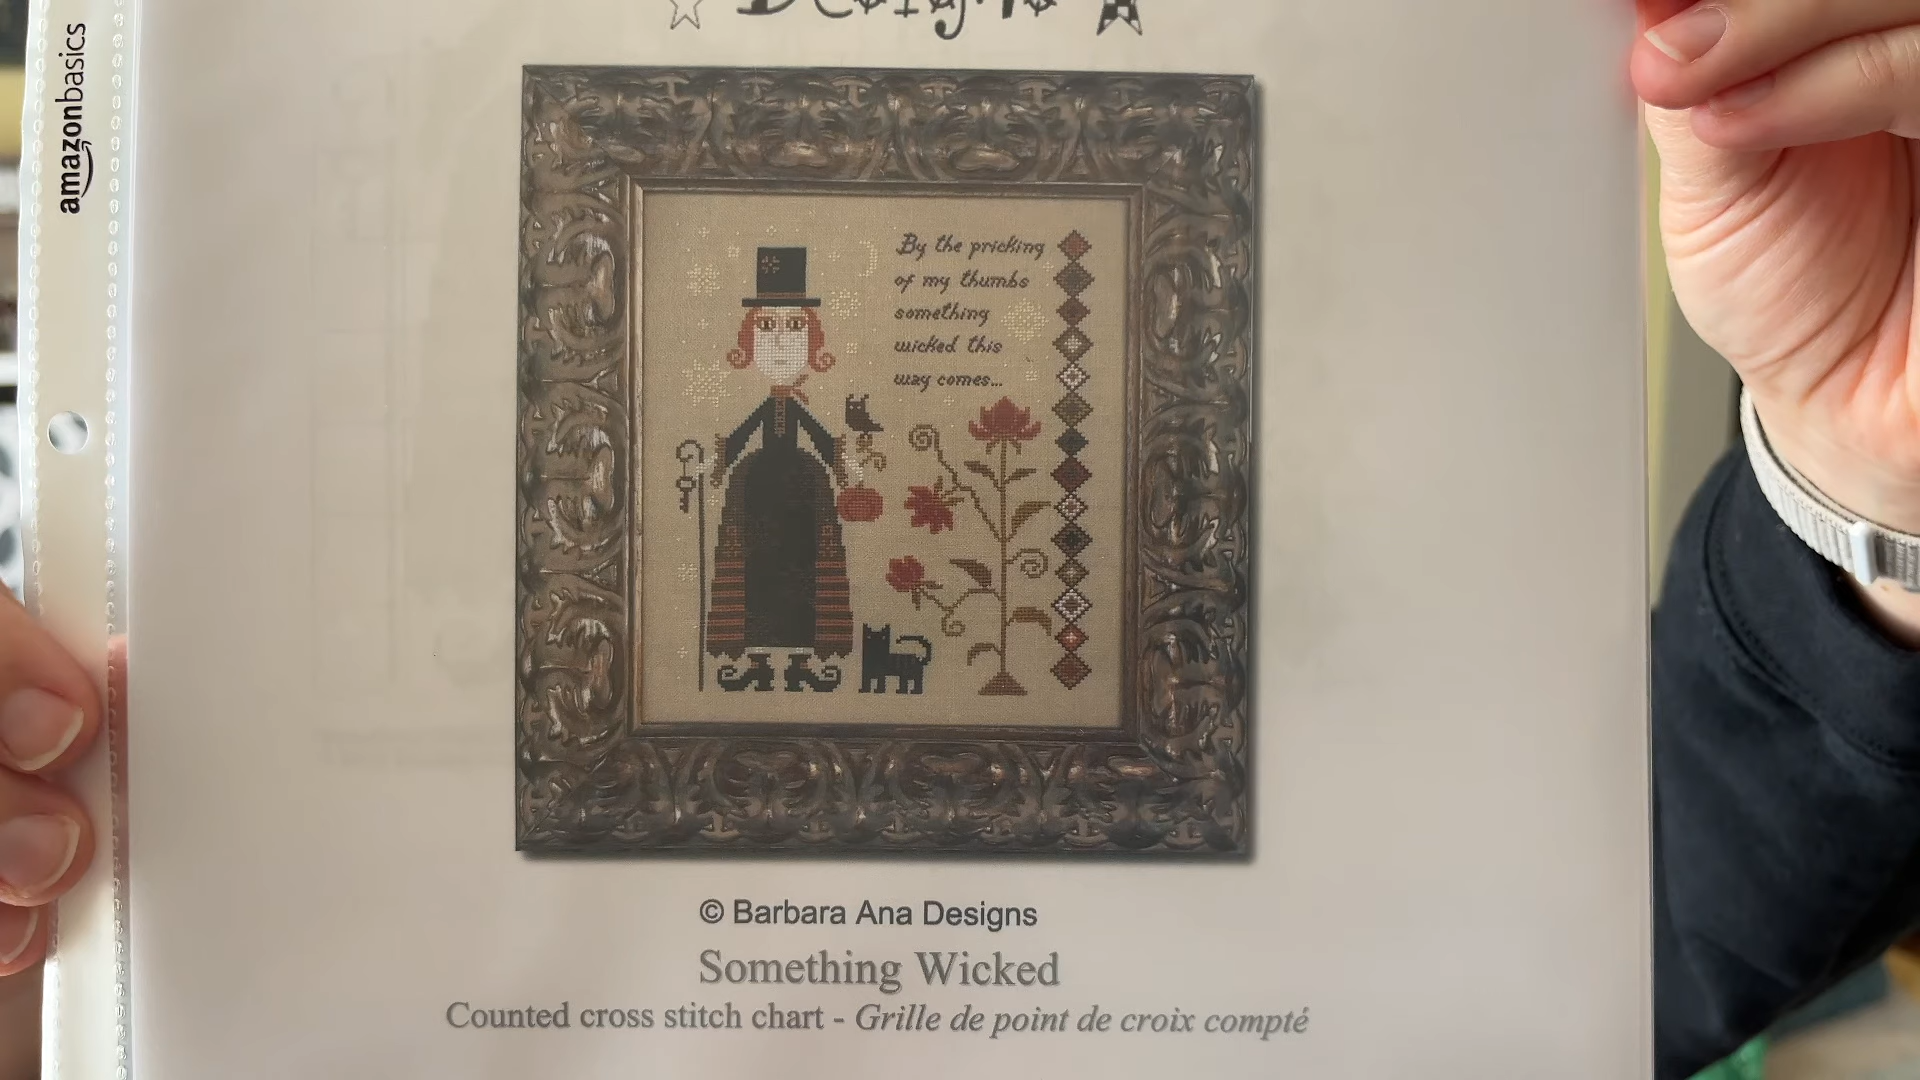 amazonbasics
Designs
By the pricking
of my thumbs
something
wicked this
way comes...
© Barbara Ana Designs
Something Wicked
Counted cross stitch chart - Grille de point de croix compté